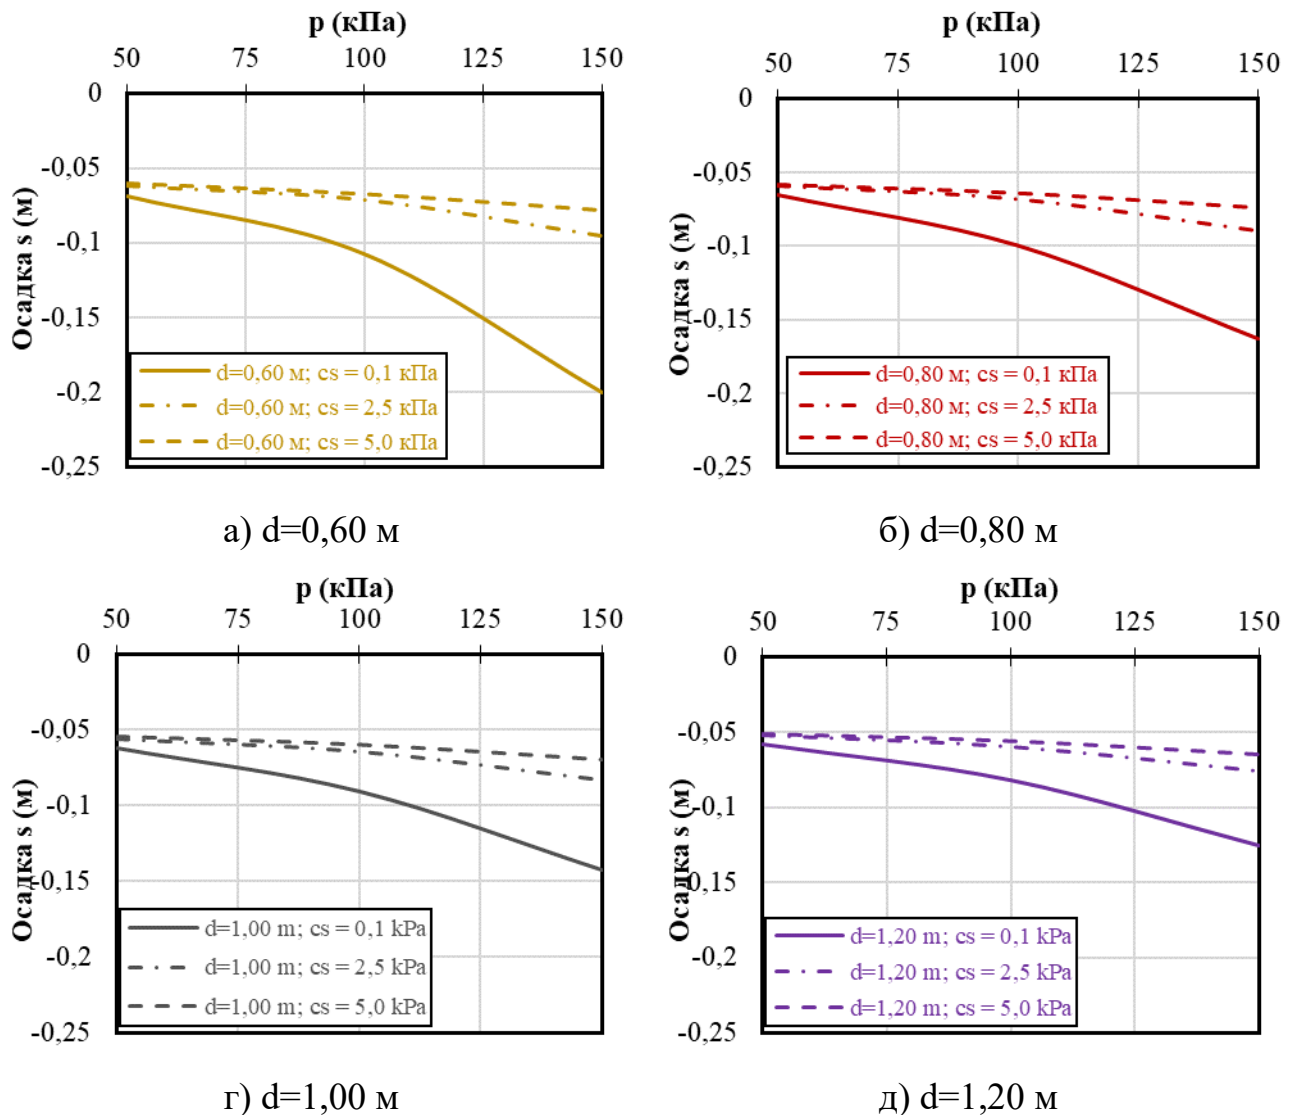 p (кПа)
50 75 100 125 150
0
-0,05
-0,1
-0,15
-0,2
-0,25
Осадка s (м)
d=0,60 м; cs = 0,1 кПа
d=0,60 м; cs = 2,5 кПа
d=0,60 м; cs = 5,0 кПа
а) d=0,60 м
p (кПа)
50 75 100 125 150
0
-0,05
-0,1
-0,15
-0,2
-0,25
Осадка s (м)
d=0,80 м; cs = 0,1 кПа
d=0,80 м; cs = 2,5 кПа
d=0,80 м; cs = 5,0 кПа
б) d=0,80 м
p (кПа)
50 75 100 125 150
0
-0,05
-0,1
-0,15
-0,2
-0,25
Осадка s (м)
d=1,00 m; cs = 0,1 kPa
d=1,00 m; cs = 2,5 kPa
d=1,00 m; cs = 5,0 kPa
г) d=1,00 м
p (кПа)
50 75 100 125 150
0
-0,05
-0,1
-0,15
-0,2
-0,25
Осадка s (м)
d=1,20 m; cs = 0,1 kPa
d=1,20 m; cs = 2,5 kPa
d=1,20 m; cs = 5,0 kPa
д) d=1,20 м